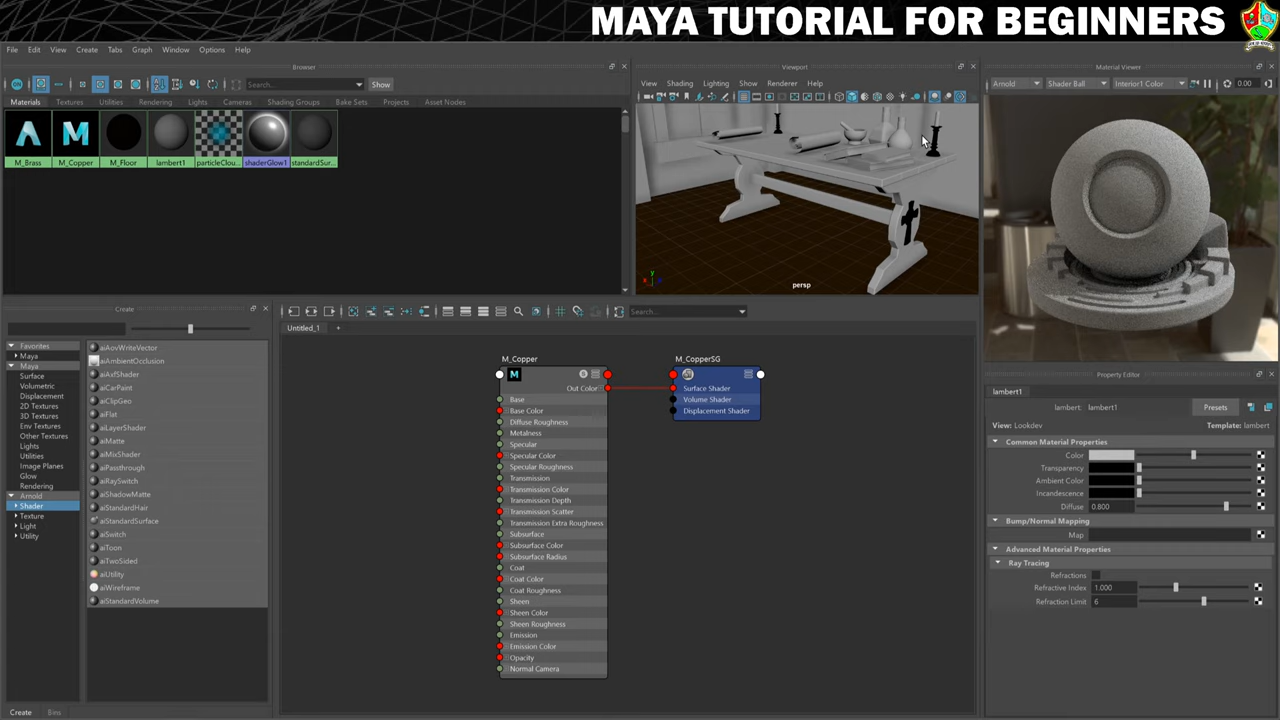 MAYA TUTORIAL FOR BEGINNERS
File Edit View Create Tabs Graph Window Options Help
Browser
Search...
Show
Materials Textures Utilities Rendering Lights Cameras Shading Groups Bake Sets Projects Asset Nodes
M_Brass M_Copper M_Floor lambert1 particleClou... shaderGlow1 standardSur...
Viewport
View Shading Lighting Show Renderer Help
persp
Material Viewer
Arnold Shader Ball Interior1 Color 0.00
Create
Favorites
Maya
Maya
Surface
Volumetric
Displacement
2D Textures
3D Textures
Env Textures
Other Textures
Lights
Utilities
Image Planes
Glow
Rendering
Arnold
Shader
Texture
Light
Utility
aiAovWriteVector
aiAmbientOcclusion
aiAxfShader
aiCarPaint
aiClipGeo
aiFlat
aiLayerShader
aiMatte
aiMixShader
aiPassthrough
aiRaySwitch
aiShadowMatte
aiStandardHair
aiStandardSurface
aiSwitch
aiToon
aiTwoSided
aiUtility
aiWireframe
aiStandardVolume
Create Bins
Search...
Untitled_1 +
M_Copper
M
Out Color
Base
Base Color
Diffuse Roughness
Metalness
Specular
Specular Color
Specular Roughness
Transmission
Transmission Color
Transmission Depth
Transmission Scatter
Transmission Extra Roughness
Subsurface
Subsurface Color
Subsurface Radius
Coat
Coat Color
Coat Roughness
Sheen
Sheen Color
Sheen Roughness
Emission
Emission Color
Opacity
Normal Camera
M_CopperSG
Surface Shader
Volume Shader
Displacement Shader
Property Editor
lambert1
lambert: lambert1 Presets
View: Lookdev Template: lambert
Common Material Properties
Color
Transparency
Ambient Color
Incandescence
Diffuse 0.800
Bump/Normal Mapping
Map
Advanced Material Properties
Ray Tracing
Refractions
Refractive Index 1.000
Refraction Limit 6